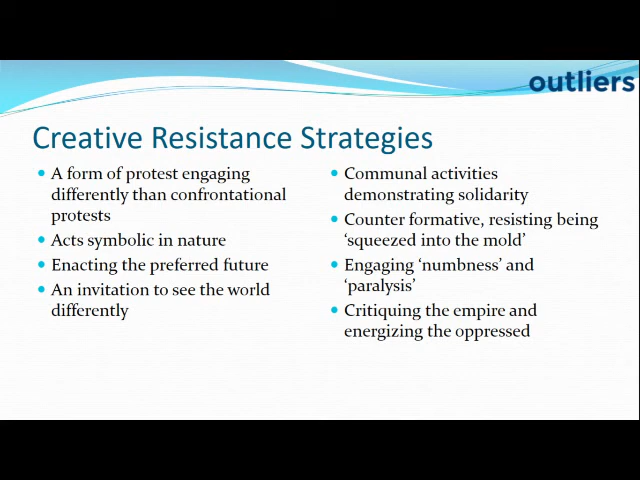 outliers
Creative Resistance Strategies
A form of protest engaging
differently than confrontational
protests
Acts symbolic in nature
Enacting the preferred future
An invitation to see the world
differently
Communal activities
demonstrating solidarity
Counter formative, resisting being
‘squeezed into the mold’
Engaging ‘numbness’ and
‘paralysis’
Critiquing the empire and
energizing the oppressed